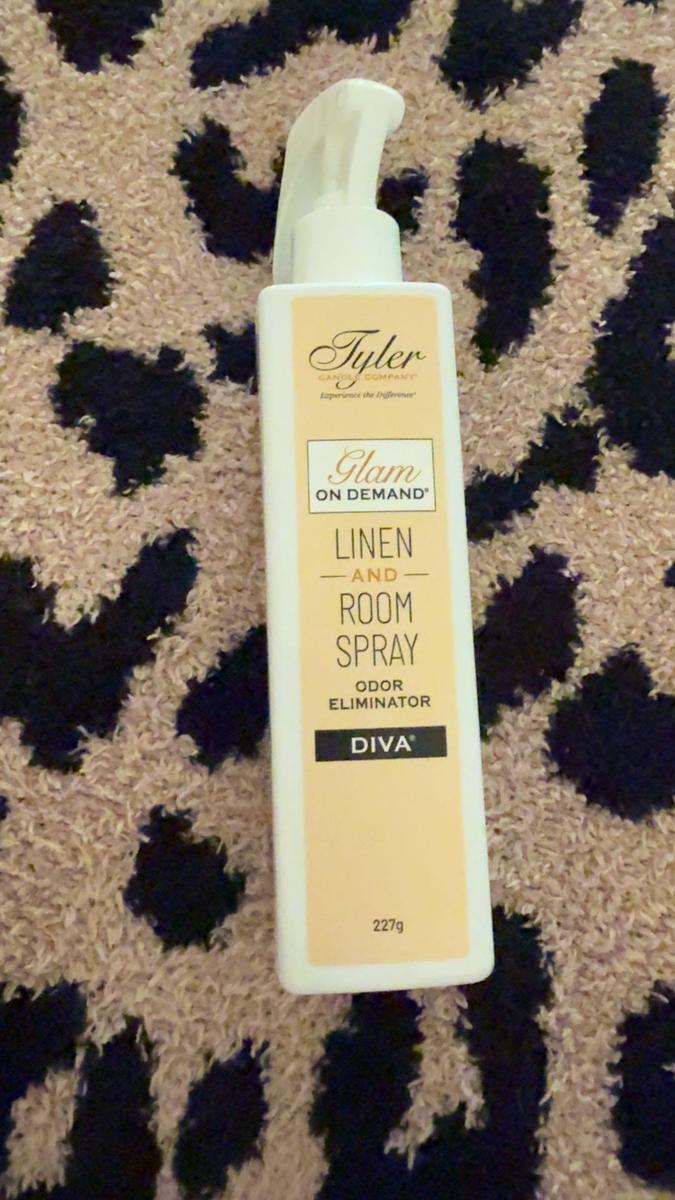 Tyler
CANDLE COMPANY®
Experience the Difference®
Glam
ON DEMAND®
LINEN
AND
ROOM
SPRAY
ODOR
ELIMINATOR
DIVA®
227g